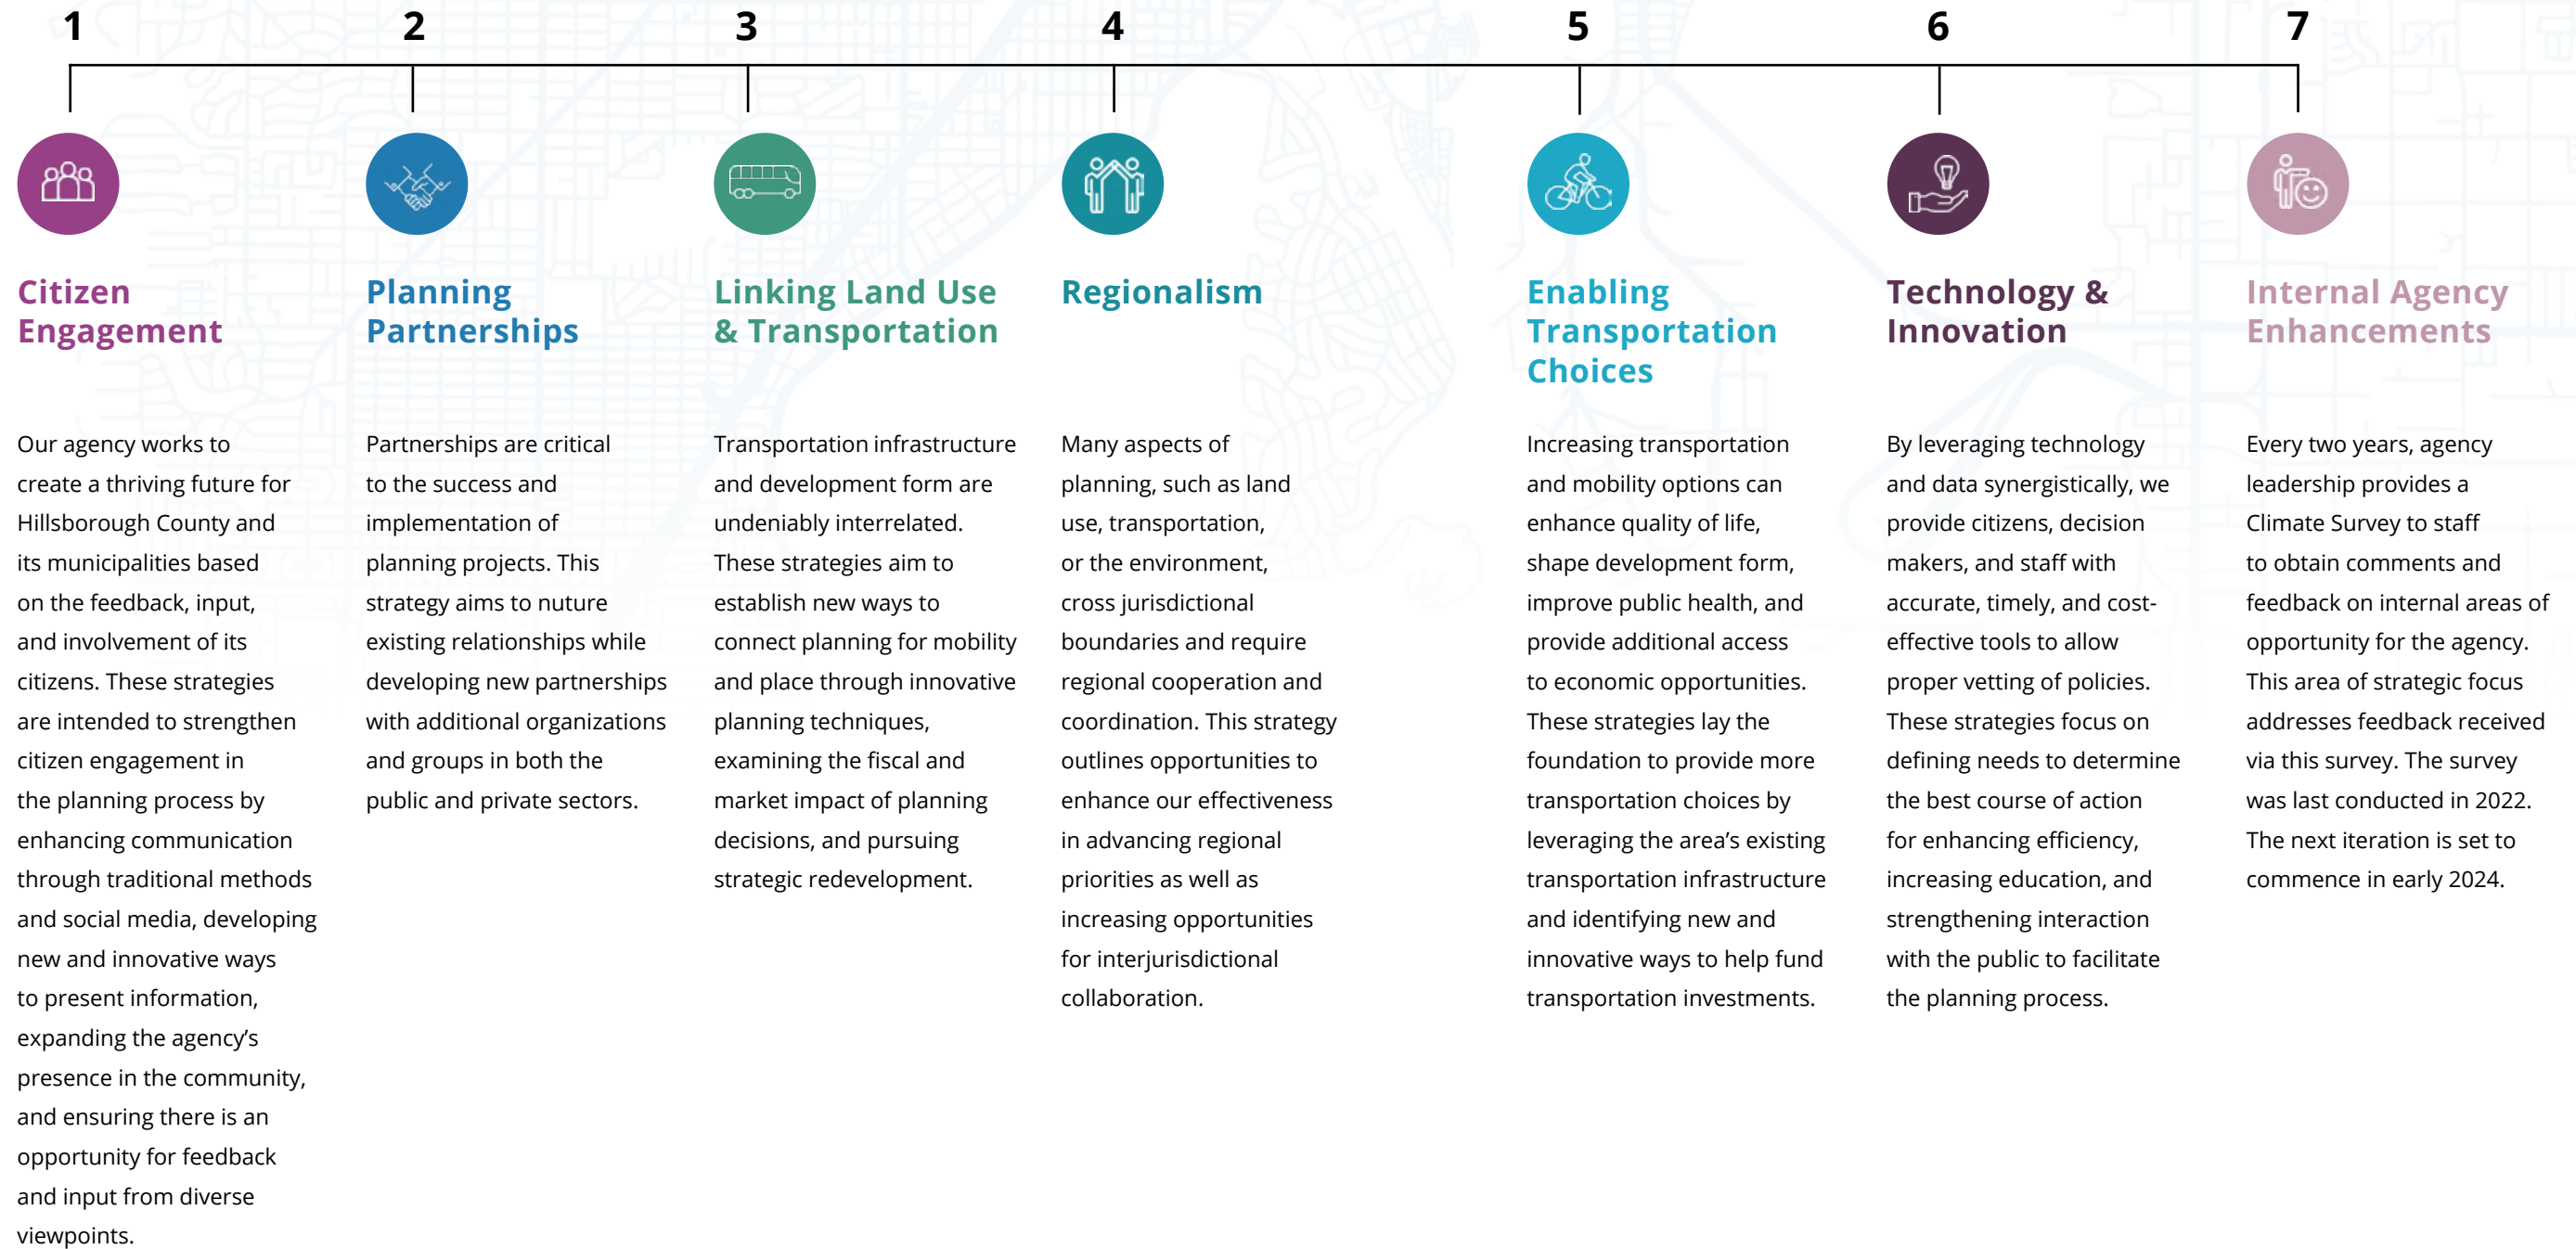 1
2
3
4
5
6
7
Citizen
Engagement
Our agency works to
create a thriving future for
Hillsborough County and
its municipalities based
on the feedback, input,
and involvement of its
citizens. These strategies
are intended to strengthen
citizen engagement in
the planning process by
enhancing communication
through traditional methods
and social media, developing
new and innovative ways
to present information,
expanding the agency’s
presence in the community,
and ensuring there is an
opportunity for feedback
and input from diverse
viewpoints.
Planning
Partnerships
Partnerships are critical
to the success and
implementation of
planning projects. This
strategy aims to nuture
existing relationships while
developing new partnerships
with additional organizations
and groups in both the
public and private sectors.
Linking Land Use
& Transportation
Transportation infrastructure
and development form are
undeniably interrelated.
These strategies aim to
establish new ways to
connect planning for mobility
and place through innovative
planning techniques,
examining the fiscal and
market impact of planning
decisions, and pursuing
strategic redevelopment.
Regionalism
Many aspects of
planning, such as land
use, transportation,
or the environment,
cross jurisdictional
boundaries and require
regional cooperation and
coordination. This strategy
outlines opportunities to
enhance our effectiveness
in advancing regional
priorities as well as
increasing opportunities
for interjurisdictional
collaboration.
Enabling
Transportation
Choices
Increasing transportation
and mobility options can
enhance quality of life,
shape development form,
improve public health, and
provide additional access
to economic opportunities.
These strategies lay the
foundation to provide more
transportation choices by
leveraging the area’s existing
transportation infrastructure
and identifying new and
innovative ways to help fund
transportation investments.
Technology &
Innovation
By leveraging technology
and data synergistically, we
provide citizens, decision
makers, and staff with
accurate, timely, and cost-
effective tools to allow
proper vetting of policies.
These strategies focus on
defining needs to determine
the best course of action
for enhancing efficiency,
increasing education, and
strengthening interaction
with the public to facilitate
the planning process.
Internal Agency
Enhancements
Every two years, agency
leadership provides a
Climate Survey to staff
to obtain comments and
feedback on internal areas of
opportunity for the agency.
This area of strategic focus
addresses feedback received
via this survey. The survey
was last conducted in 2022.
The next iteration is set to
commence in early 2024.